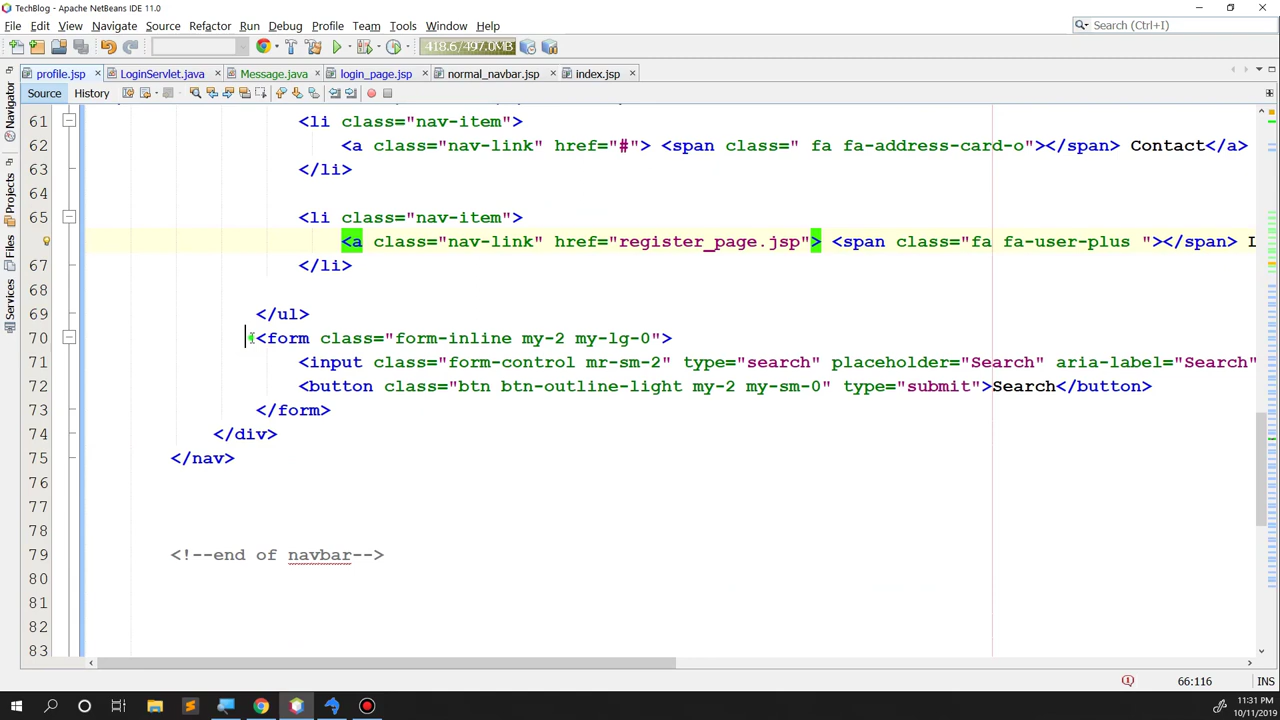 TechBlog - Apache NetBeans IDE 11.0
File Edit View Navigate Source Refactor Run Debug Profile Team Tools Window Help
Search (Ctrl+I)
418.6/497.0MB
profile.jsp LoginServlet.java Message.java login_page.jsp normal_navbar.jsp index.jsp
Source History
Navigator
Projects
Files
Services
61 <li class="nav-item">
62 <a class="nav-link" href="#"> <span class=" fa fa-address-card-o"></span> Contact</a>
63 </li>
64
65 <li class="nav-item">
<a class="nav-link" href="register_page.jsp"> <span class="fa fa-user-plus "></span>
67 </li>
68
69 </ul>
70 <form class="form-inline my-2 my-lg-0">
71 <input class="form-control mr-sm-2" type="search" placeholder="Search" aria-label="Search"
72 <button class="btn btn-outline-light my-2 my-sm-0" type="submit">Search</button>
73 </form>
74 </div>
75 </nav>
76
77
78
79 <!--end of navbar-->
80
81
82
83
66:116 INS
11:31 PM
10/11/2019